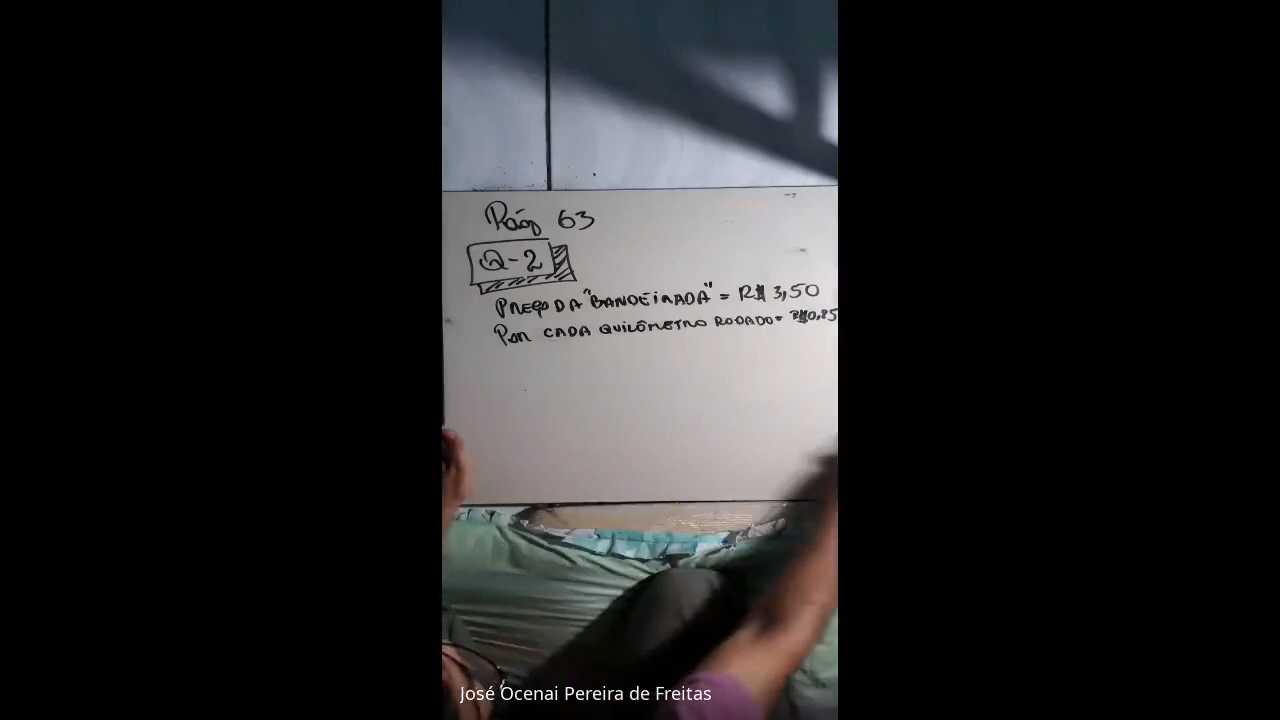 Pág 63
Q-2
PREÇO DA "BANDEIRADA" = R$ 3,50
POR CADA QUILÔMETRO RODADO = R$0,85
José Ocenai Pereira de Freitas